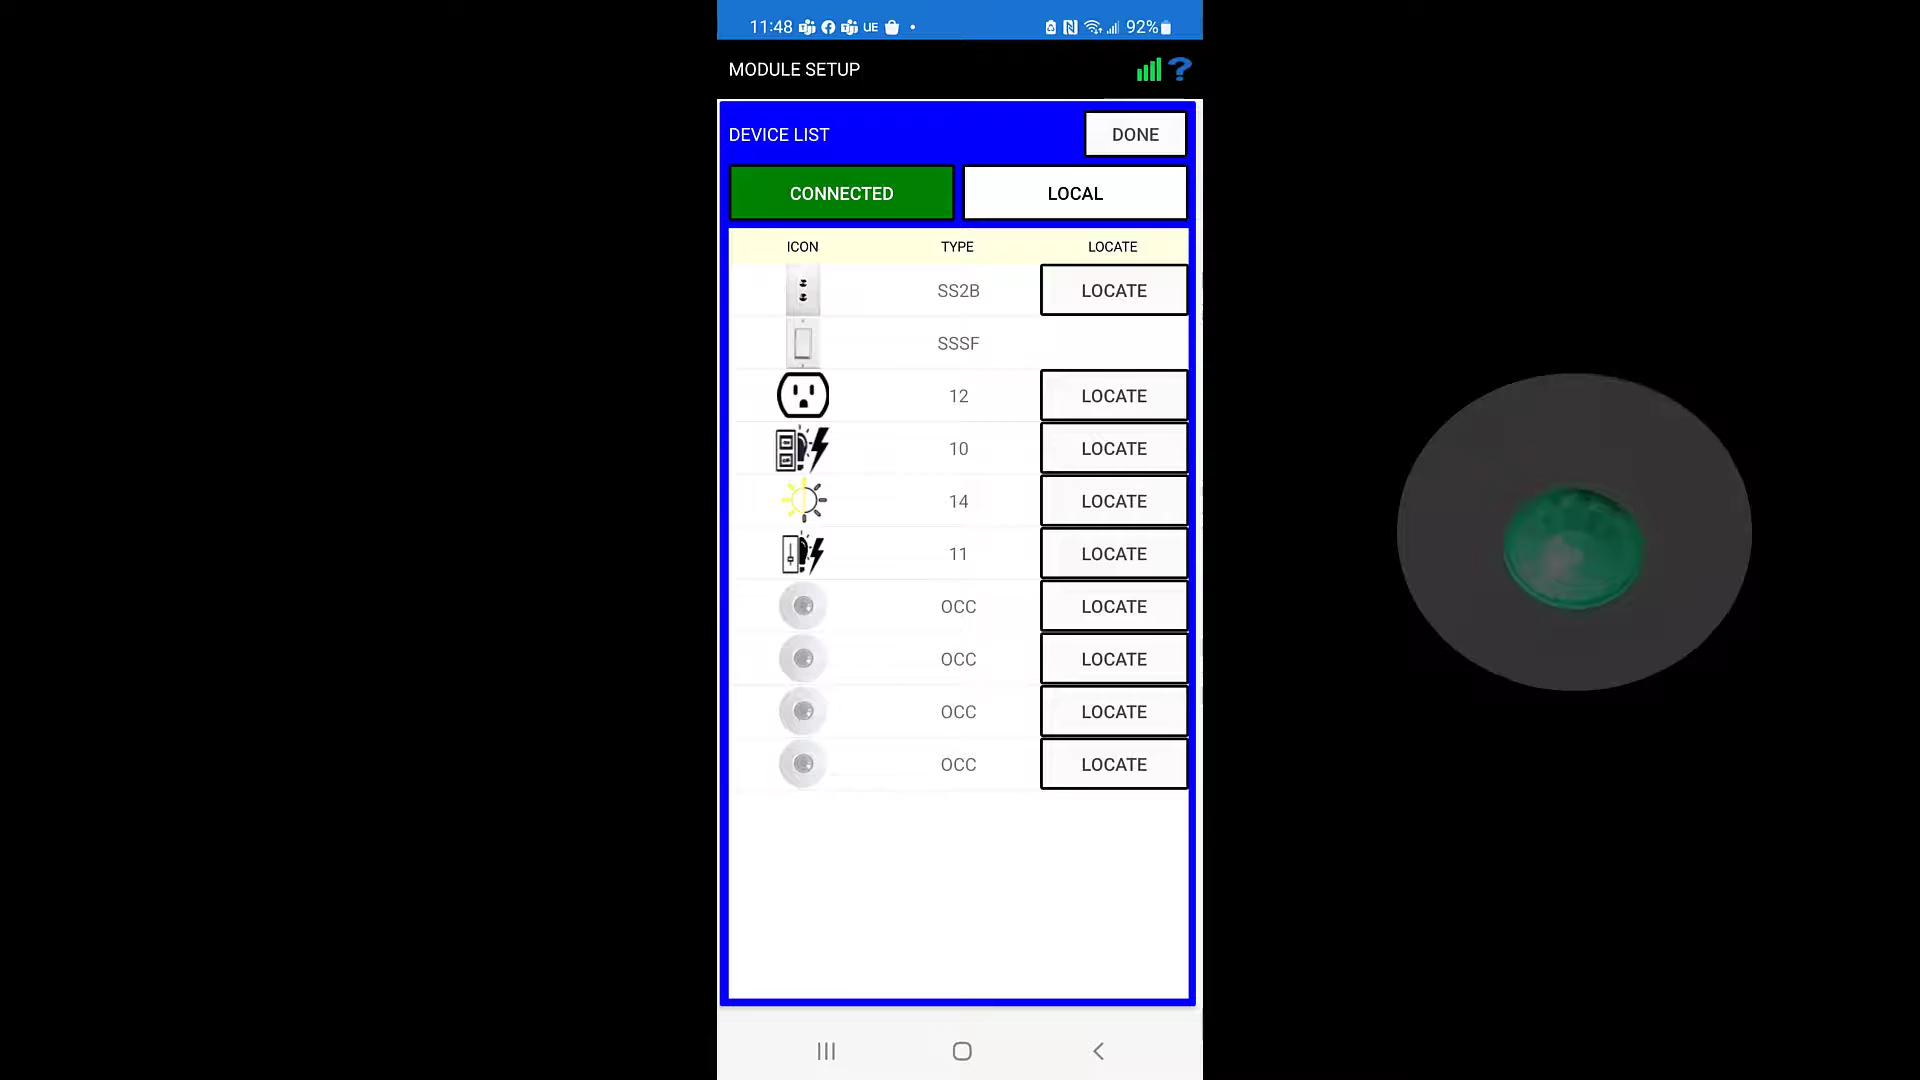 11:48 UE 92%
MODULE SETUP ?
DEVICE LIST DONE
CONNECTED LOCAL
ICON TYPE LOCATE
SS2B LOCATE
SSSF
12 LOCATE
10 LOCATE
14 LOCATE
11 LOCATE
OCC LOCATE
OCC LOCATE
OCC LOCATE
OCC LOCATE